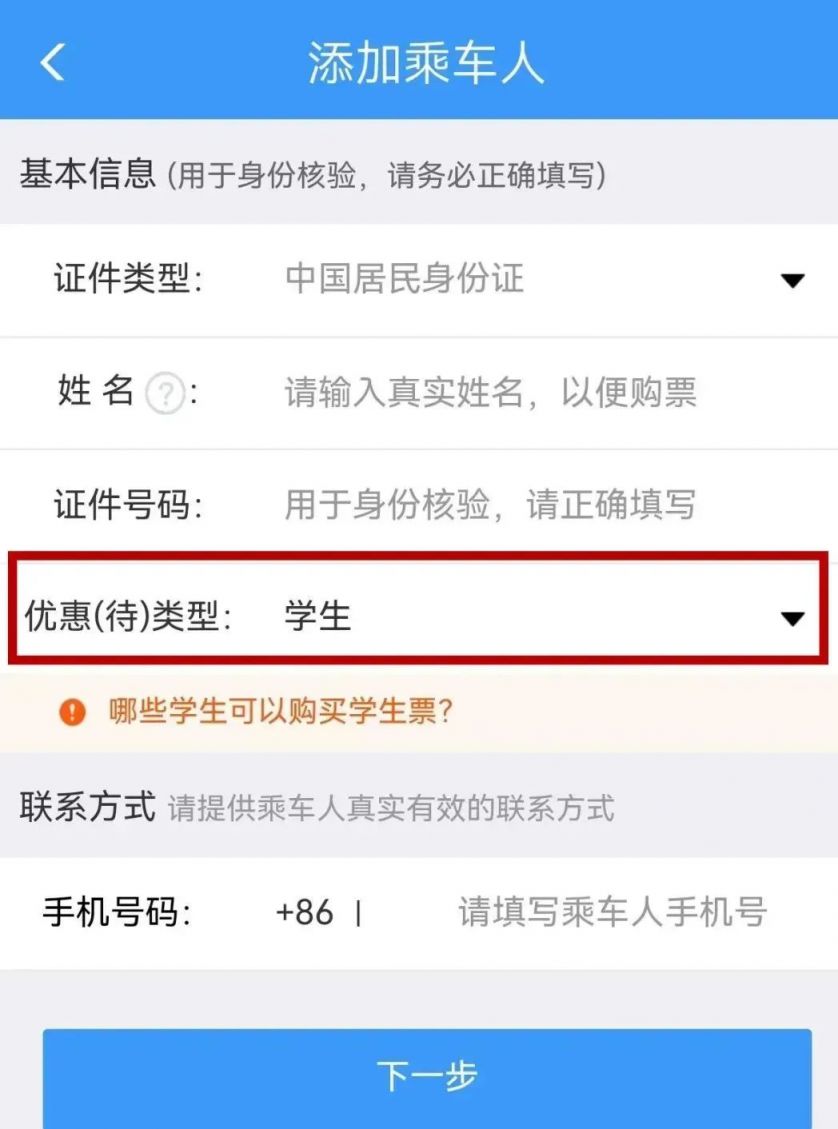 添加乘车人
基本信息 (用于身份核验，请务必正确填写)
证件类型: 中国居民身份证
姓 名 ?: 请输入真实姓名，以便购票
证件号码: 用于身份核验，请正确填写
优惠(待)类型: 学生
! 哪些学生可以购买学生票?
联系方式 请提供乘车人真实有效的联系方式
手机号码: +86 | 请填写乘车人手机号
下一步